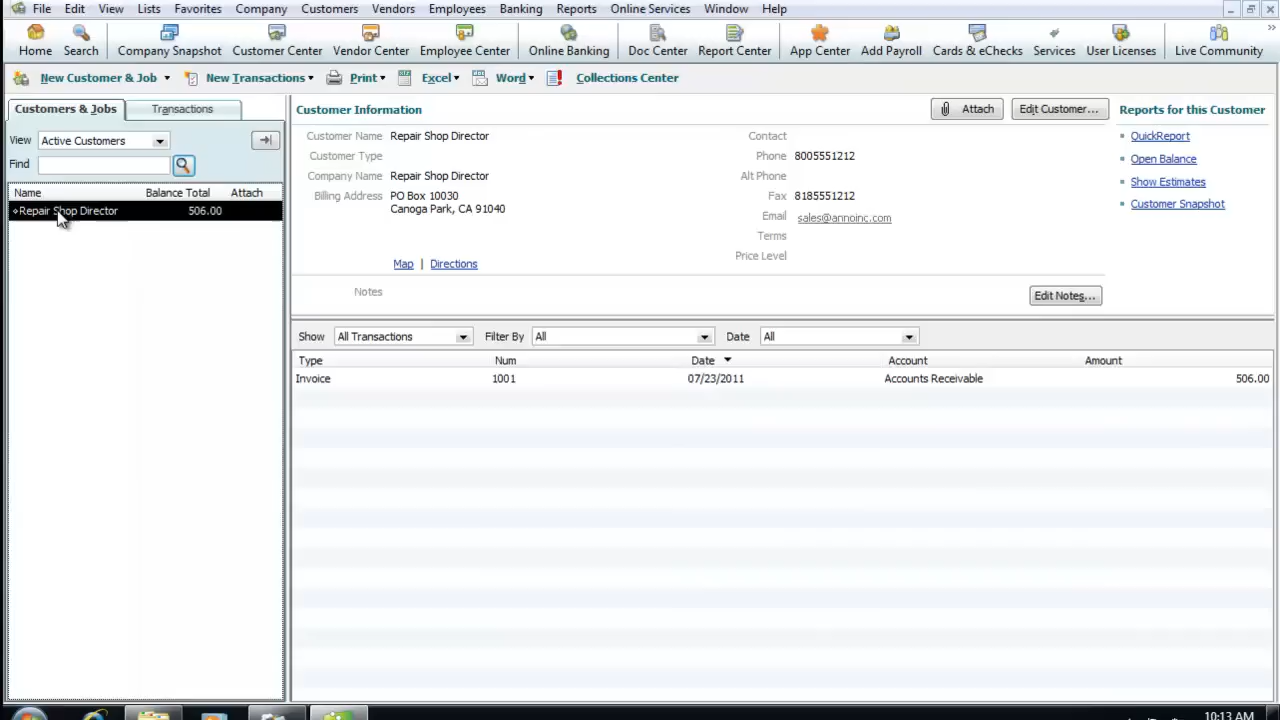 File Edit View Lists Favorites Company Customers Vendors Employees Banking Reports Online Services Window Help
Home Search Company Snapshot Customer Center Vendor Center Employee Center Online Banking Doc Center Report Center App Center Add Payroll Cards & eChecks Services User Licenses Live Community
New Customer & Job New Transactions Print Excel Word Collections Center
Customers & Jobs Transactions
View Active Customers
Find
Name Balance Total Attach
Repair Shop Director 506.00
Customer Information Attach Edit Customer...
Customer Name Repair Shop Director
Customer Type
Company Name Repair Shop Director
Billing Address PO Box 10030
Canoga Park, CA 91040
Map | Directions
Contact
Phone 8005551212
Alt Phone
Fax 8185551212
Email sales@annoinc.com
Terms
Price Level
Notes Edit Notes...
Reports for this Customer
QuickReport
Open Balance
Show Estimates
Customer Snapshot
Show All Transactions Filter By All Date All
Type Num Date Account Amount
Invoice 1001 07/23/2011 Accounts Receivable 506.00
10:13 AM